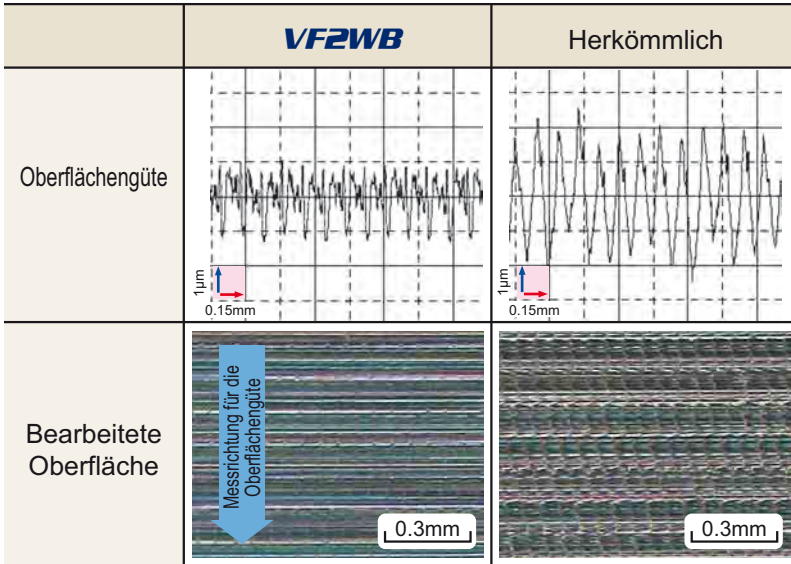 VF2WB
Herkömmlich
Oberflächengüte
1µm
0.15mm
1µm
0.15mm
Bearbeitete
Oberfläche
Messrichtung für die
Oberflächengüte
0.3mm
0.3mm